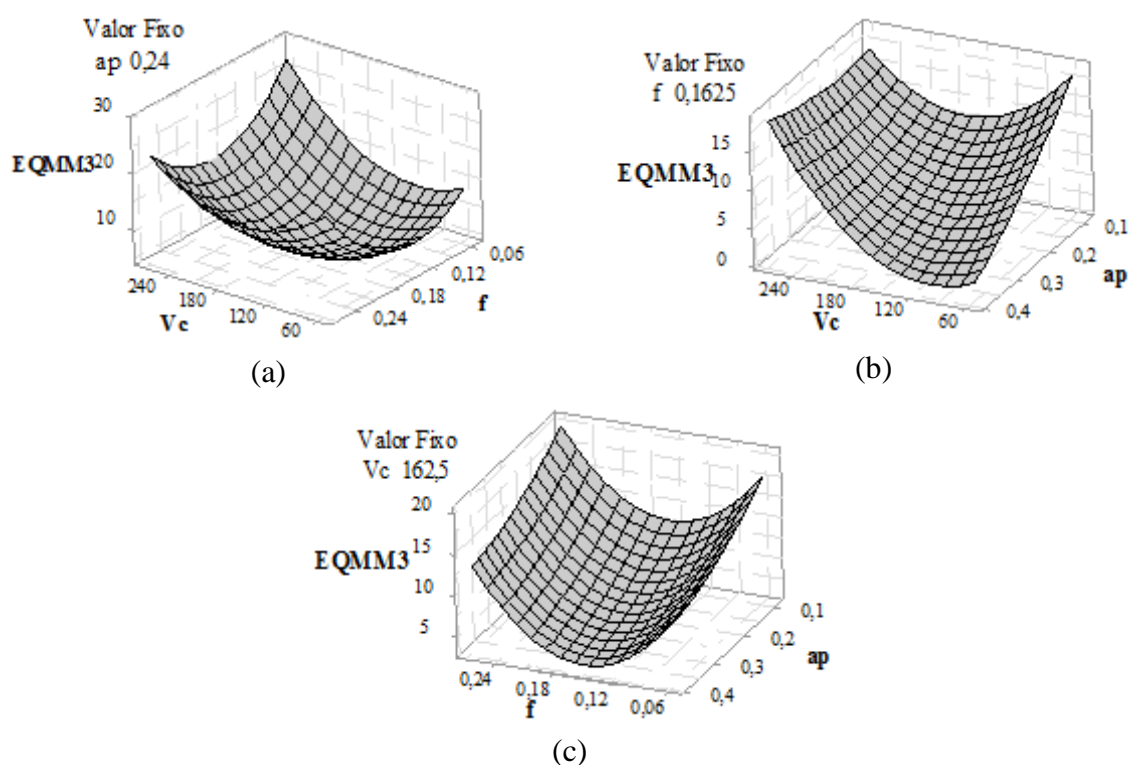 Valor Fixo
ap 0,24
30
EQMM3 20
10
240
180
120
60
Vc
0,06
0,12
0,18
0,24
f
(a)
Valor Fixo
f 0,1625
15
EQMM3 10
5
0
240
180
120
60
Vc
0,1
0,2
0,3
0,4
ap
(b)
Valor Fixo
Vc 162,5
20
EQMM3 15
10
5
0,24
0,18
0,12
0,06
f
0,1
0,2
0,3
0,4
ap
(c)